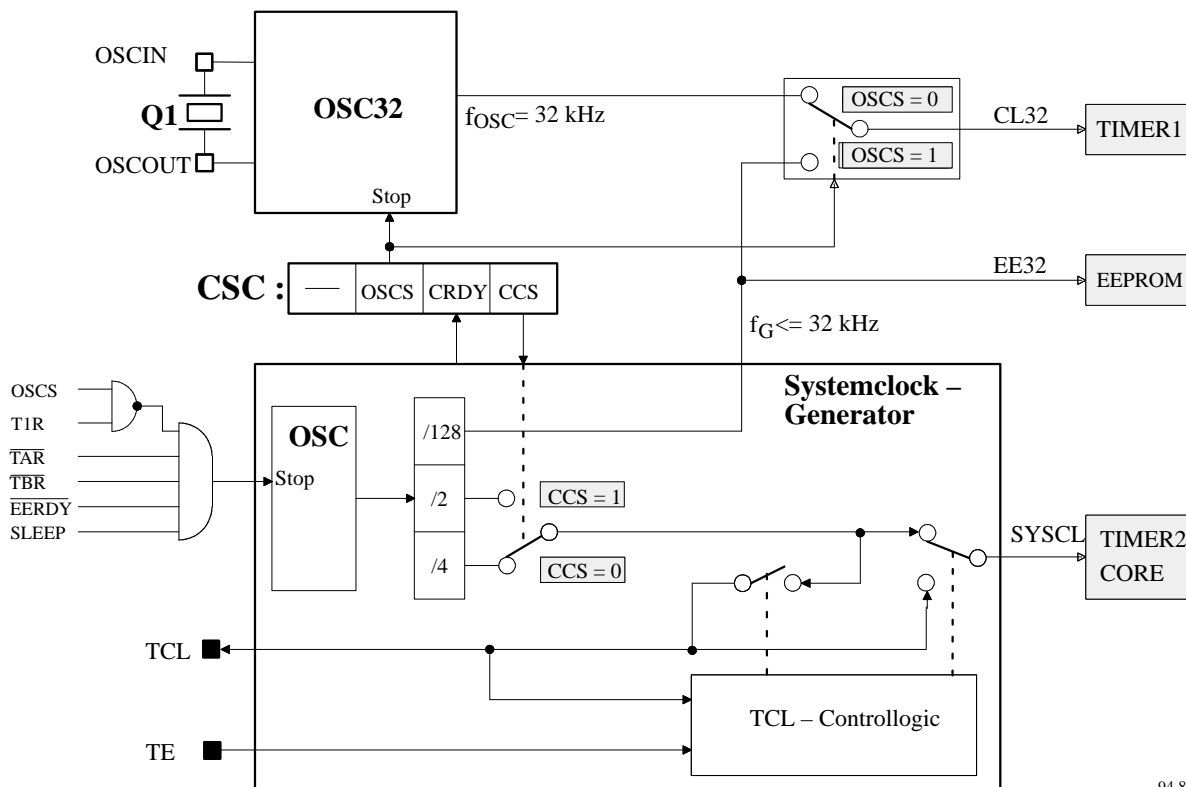 OSCIN
Q1
OSCOUT
OSC32
Stop
fOSC= 32 kHz
OSCS = 0
OSCS = 1
CL32
TIMER1
CSC :
—
OSCS
CRDY
CCS
EE32
EEPROM
fG<= 32 kHz
Systemclock –
Generator
OSCS
T1R
TAR
TBR
EERDY
SLEEP
OSC
Stop
/128
/2
/4
CCS = 1
CCS = 0
SYSCL
TIMER2
CORE
TCL
TCL – Controllogic
TE